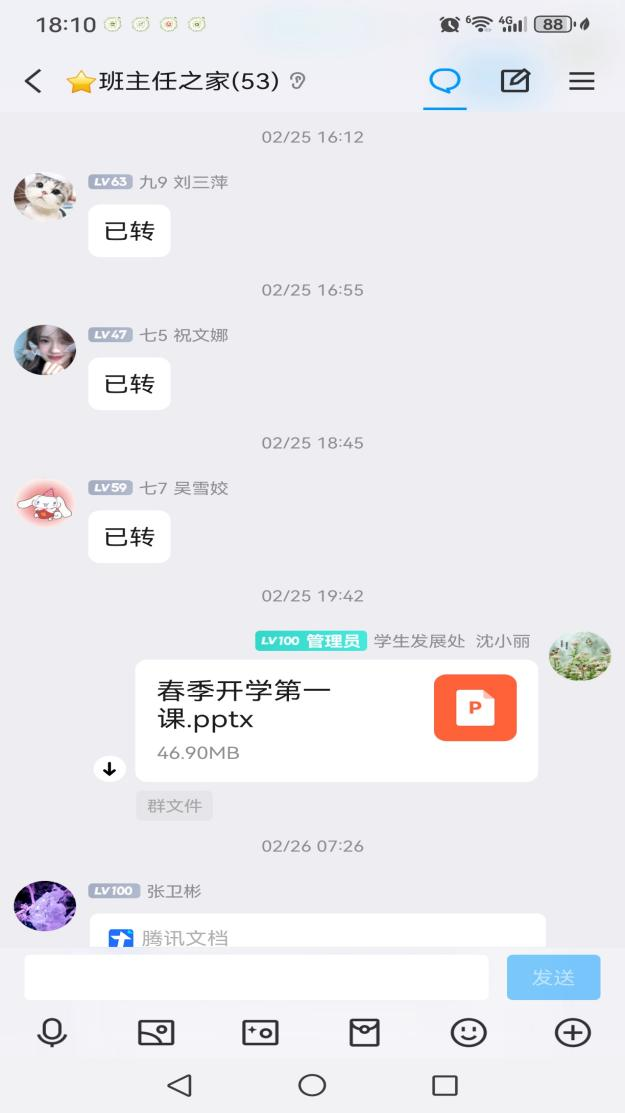 18:10 6 4G 88
⭐班主任之家(53)
02/25 16:12
LV63 九9 刘三萍
已转
02/25 16:55
LV47 七5 祝文娜
已转
02/25 18:45
LV59 七7 吴雪姣
已转
02/25 19:42
LV100 管理员 学生发展处 沈小丽
春季开学第一
课.pptx
P
46.90MB
群文件
02/26 07:26
LV100 张卫彬
腾讯文档
发送